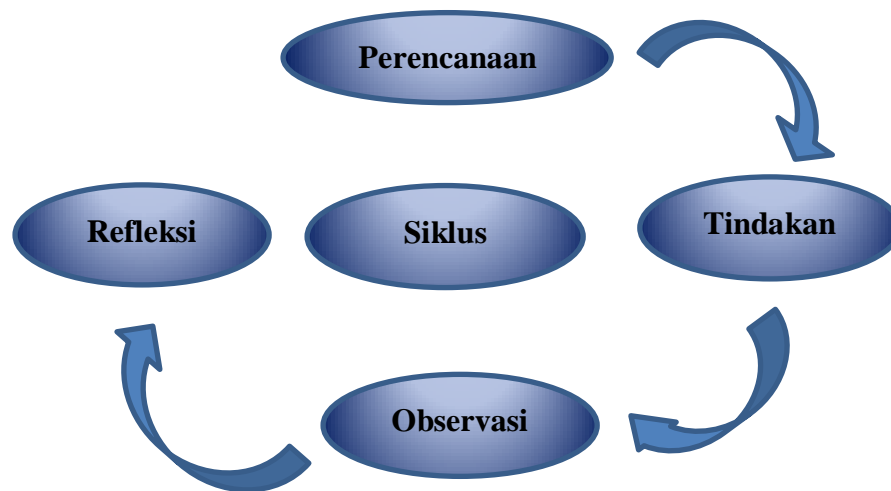 Perencanaan
Refleksi
Siklus
Tindakan
Observasi